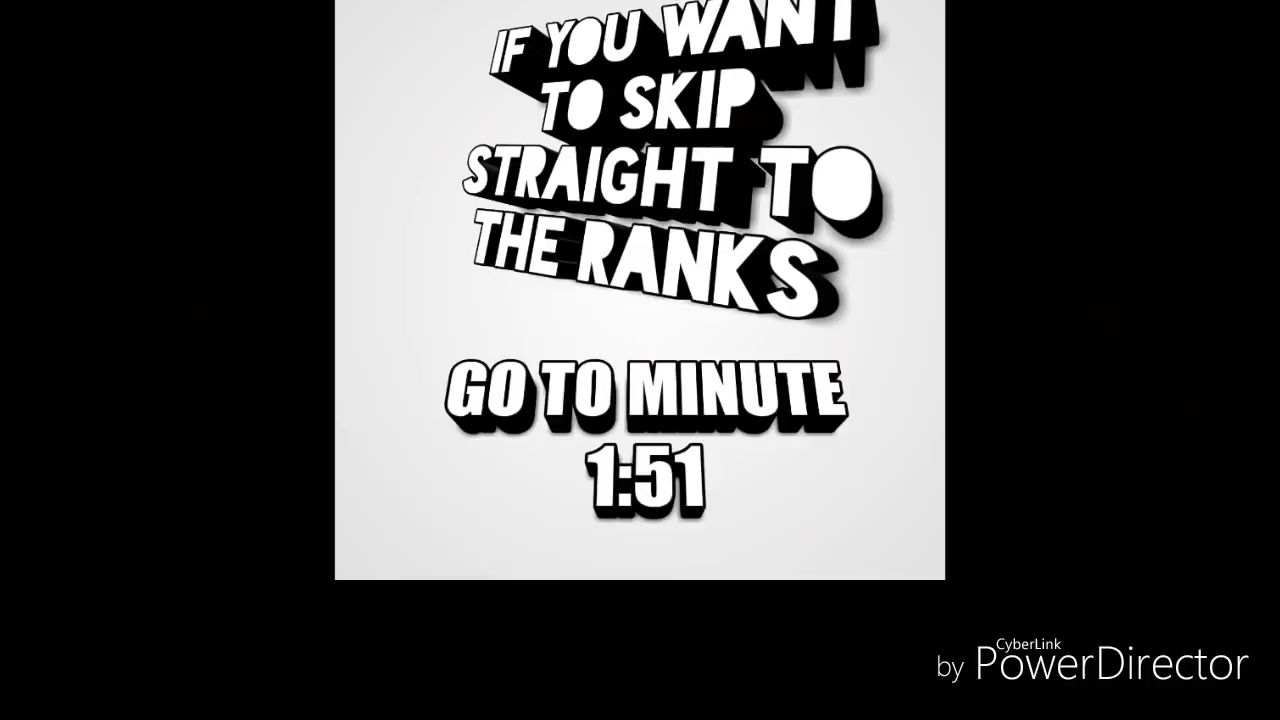 IF YOU WANT
TO SKIP
STRAIGHT TO
THE RANKS
GO TO MINUTE
1:51
CyberLink
by PowerDirector